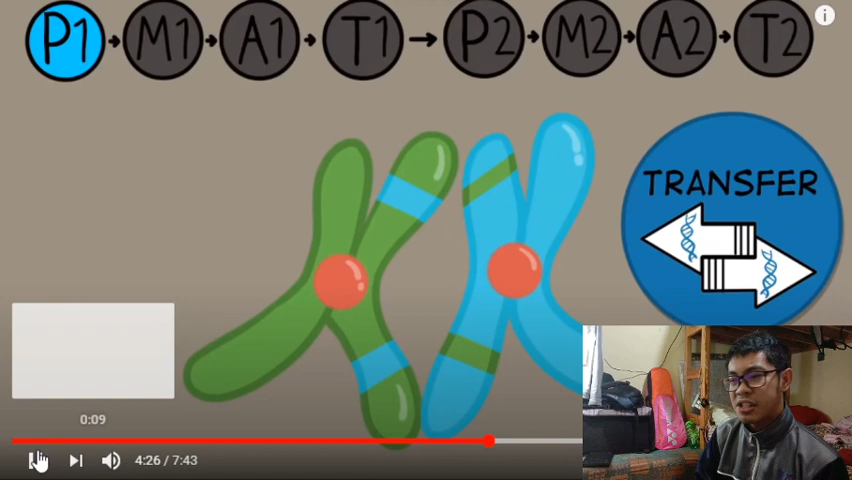 P1 M1 A1 T1 P2 M2 A2 T2
TRANSFER
0:09
4:26 / 7:43